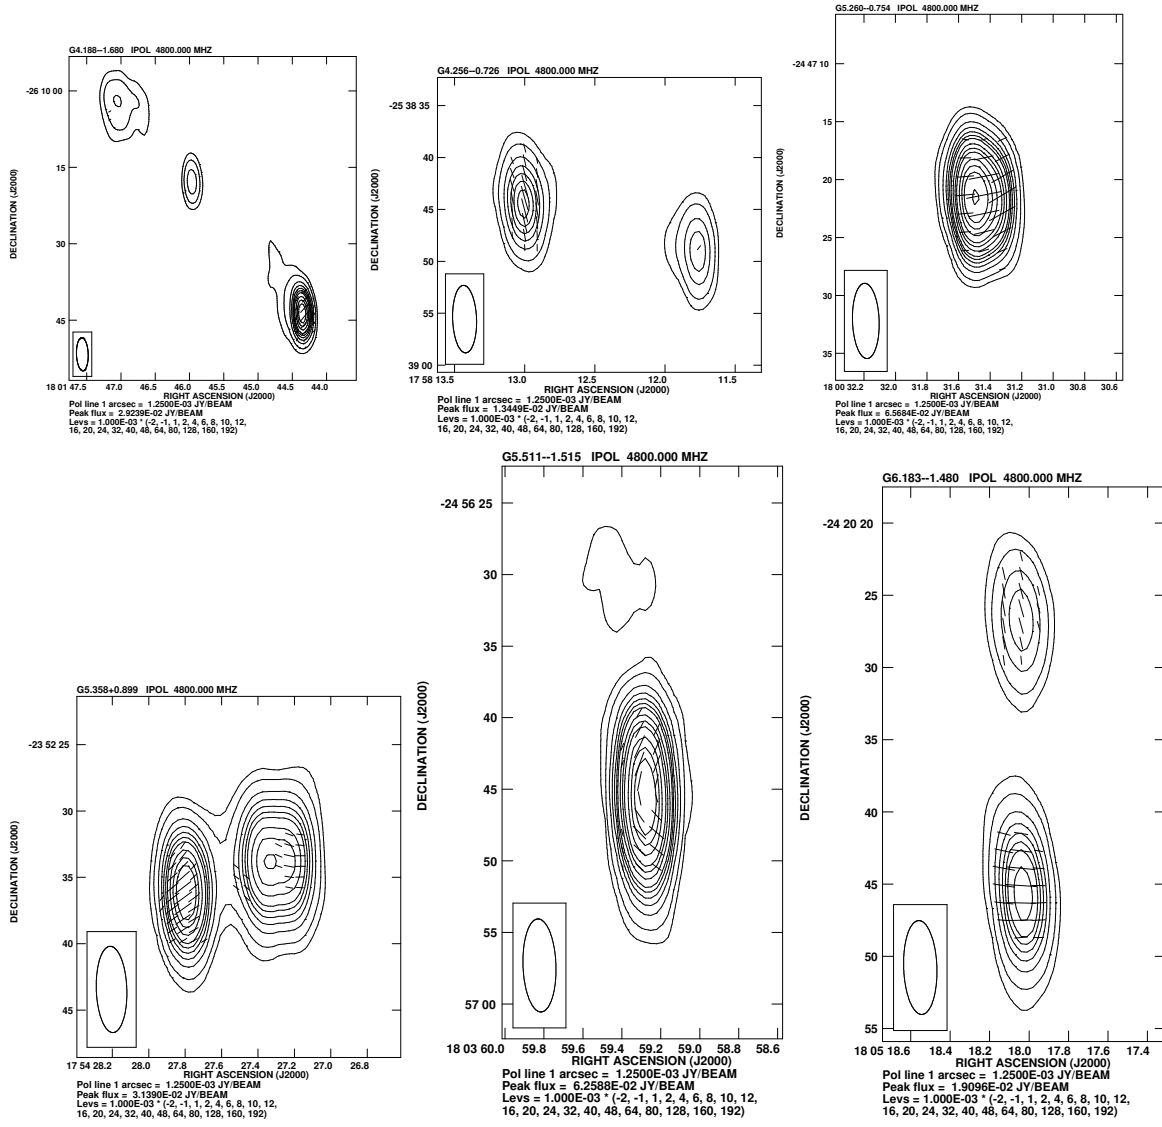 G4.188--1.680 IPOL 4800.000 MHZ
DECLINATION (J2000)
-26 10 00
15
30
45
18 01 47.5 47.0 46.5 46.0 45.5 45.0 44.5 44.0
RIGHT ASCENSION (J2000)
Pol line 1 arcsec = 1.2500E-03 JY/BEAM
Peak flux = 2.9239E-02 JY/BEAM
Levs = 1.000E-03 * (-2, -1, 1, 2, 4, 6, 8, 10, 12,
16, 20, 24, 32, 40, 48, 64, 80, 128, 160, 192)
G4.256--0.726 IPOL 4800.000 MHZ
DECLINATION (J2000)
-25 38 35
40
45
50
55
39 00
17 58 13.5 13.0 12.5 12.0 11.5
RIGHT ASCENSION (J2000)
Pol line 1 arcsec = 1.2500E-03 JY/BEAM
Peak flux = 1.3449E-02 JY/BEAM
Levs = 1.000E-03 * (-2, -1, 1, 2, 4, 6, 8, 10, 12,
16, 20, 24, 32, 40, 48, 64, 80, 128, 160, 192)
G5.260--0.754 IPOL 4800.000 MHZ
DECLINATION (J2000)
-24 47 10
15
20
25
30
35
18 00 32.2 32.0 31.8 31.6 31.4 31.2 31.0 30.8 30.6
RIGHT ASCENSION (J2000)
Pol line 1 arcsec = 1.2500E-03 JY/BEAM
Peak flux = 6.5684E-02 JY/BEAM
Levs = 1.000E-03 * (-2, -1, 1, 2, 4, 6, 8, 10, 12,
16, 20, 24, 32, 40, 48, 64, 80, 128, 160, 192)
G5.358+0.899 IPOL 4800.000 MHZ
DECLINATION (J2000)
-23 52 25
30
35
40
45
17 54 28.2 28.0 27.8 27.6 27.4 27.2 27.0 26.8
RIGHT ASCENSION (J2000)
Pol line 1 arcsec = 1.2500E-03 JY/BEAM
Peak flux = 3.1390E-02 JY/BEAM
Levs = 1.000E-03 * (-2, -1, 1, 2, 4, 6, 8, 10, 12,
16, 20, 24, 32, 40, 48, 64, 80, 128, 160, 192)
G5.511--1.515 IPOL 4800.000 MHZ
DECLINATION (J2000)
-24 56 25
30
35
40
45
50
55
57 00
18 03 60.0 59.8 59.6 59.4 59.2 59.0 58.8 58.6
RIGHT ASCENSION (J2000)
Pol line 1 arcsec = 1.2500E-03 JY/BEAM
Peak flux = 6.2588E-02 JY/BEAM
Levs = 1.000E-03 * (-2, -1, 1, 2, 4, 6, 8, 10, 12,
16, 20, 24, 32, 40, 48, 64, 80, 128, 160, 192)
G6.183--1.480 IPOL 4800.000 MHZ
DECLINATION (J2000)
-24 20 20
25
30
35
40
45
50
55
18 05 18.6 18.4 18.2 18.0 17.8 17.6 17.4
RIGHT ASCENSION (J2000)
Pol line 1 arcsec = 1.2500E-03 JY/BEAM
Peak flux = 1.9096E-02 JY/BEAM
Levs = 1.000E-03 * (-2, -1, 1, 2, 4, 6, 8, 10, 12,
16, 20, 24, 32, 40, 48, 64, 80, 128, 160, 192)